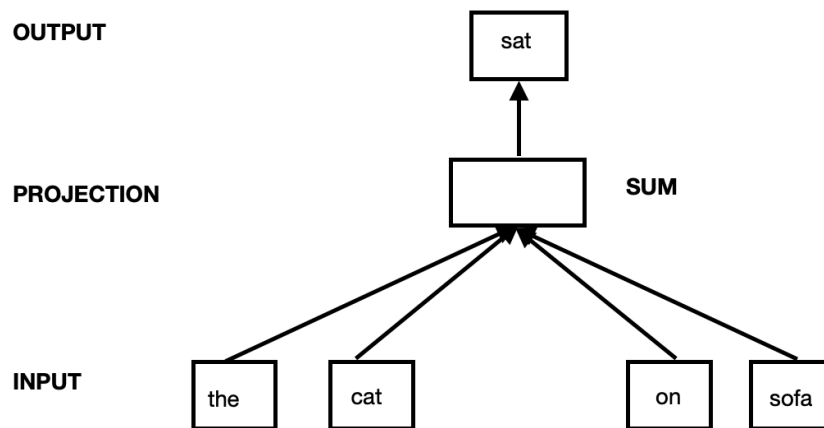 OUTPUT
sat
PROJECTION
SUM
INPUT
the
cat
on
sofa